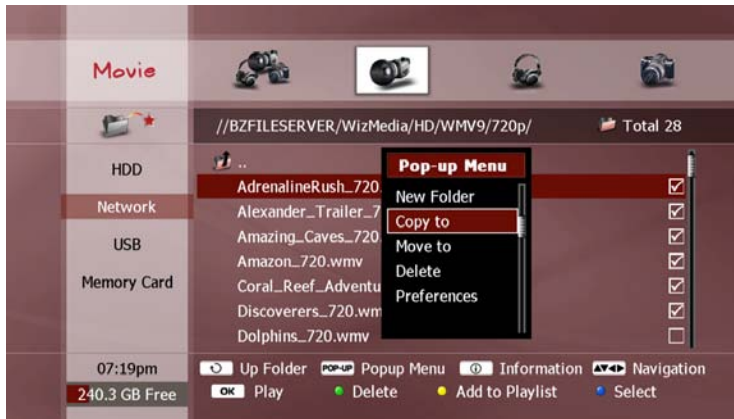 Movie
//BZFILESERVER/WizMedia/HD/WMV9/720p/
Total 28
HDD
Network
USB
Memory Card
07:19pm
240.3 GB Free
..
AdrenalineRush_720
Alexander_Trailer_7
Amazing_Caves_720
Amazon_720.wmv
Coral_Reef_Adventu
Discoverers_720.wm
Dolphins_720.wmv
Pop-up Menu
New Folder
Copy to
Move to
Delete
Preferences
Up Folder POP-UP Popup Menu Information Navigation
OK Play Delete Add to Playlist Select